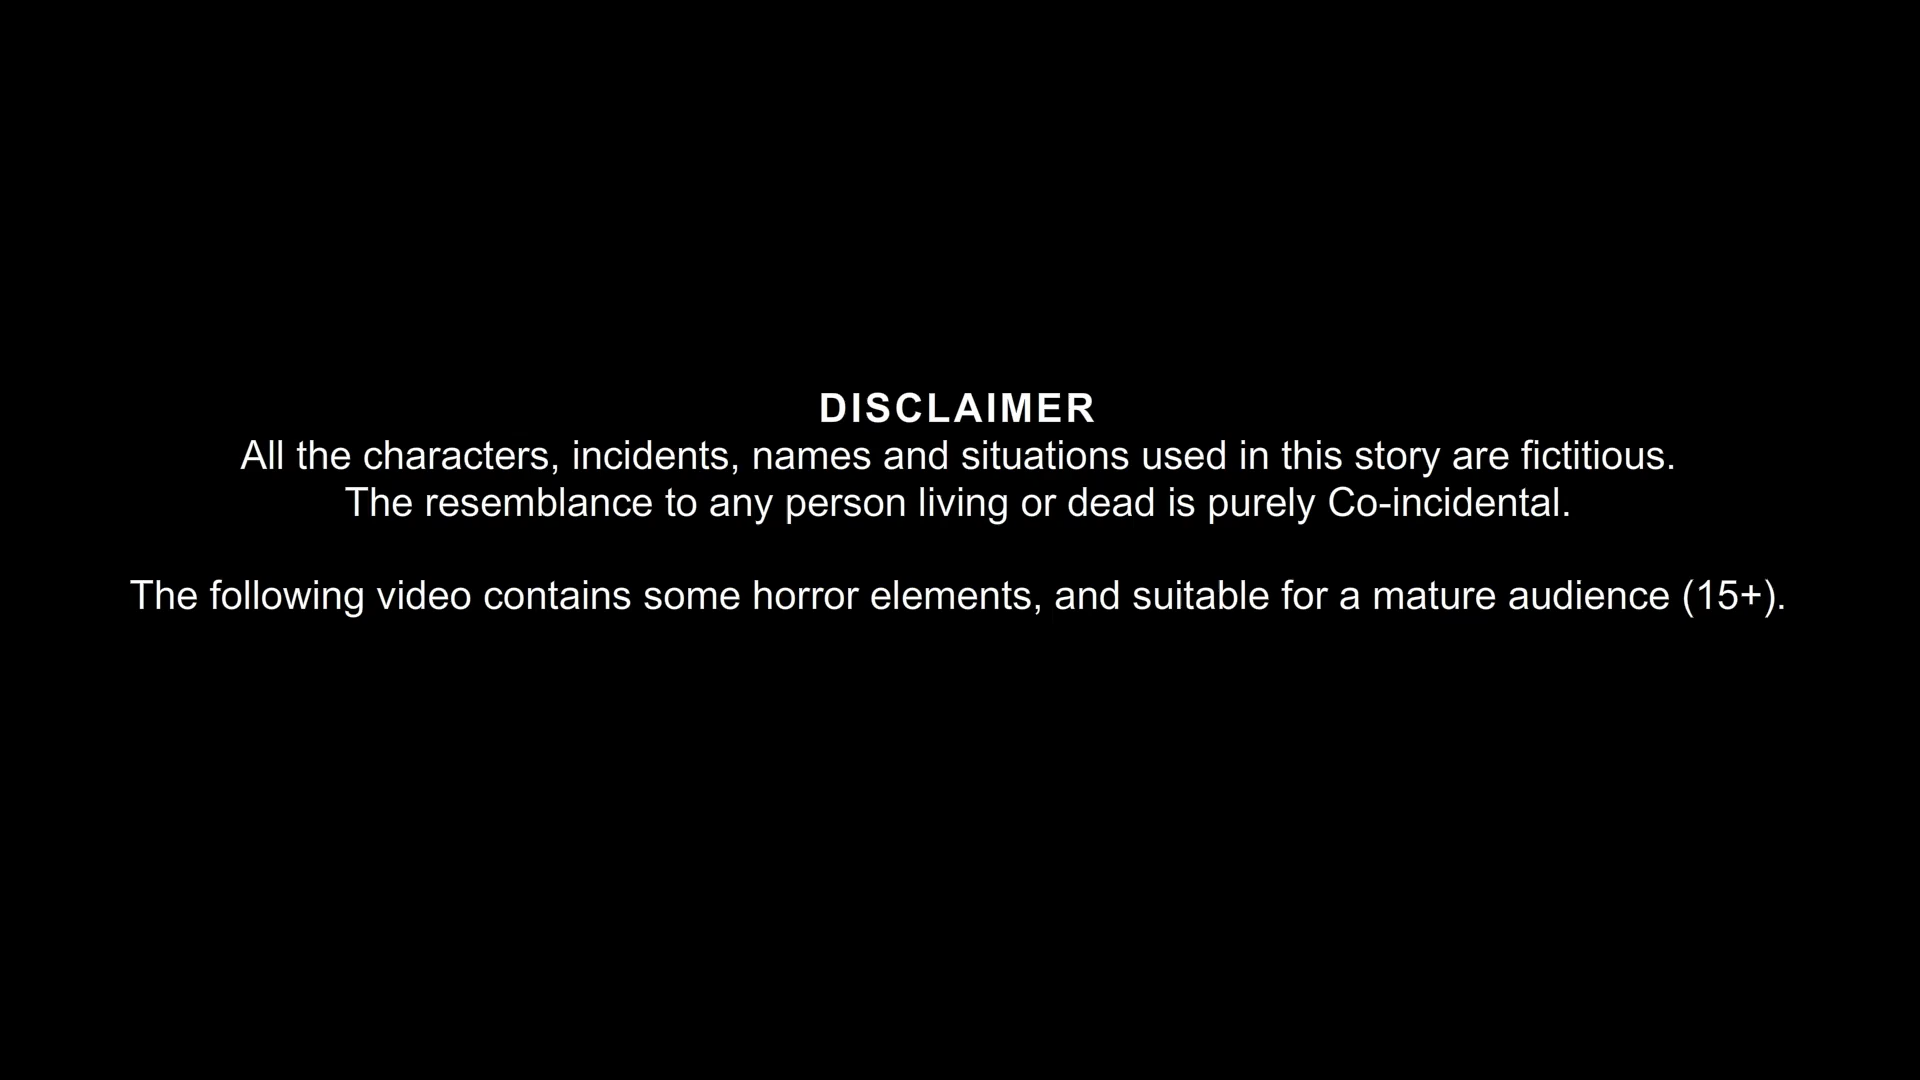 DISCLAIMER
All the characters, incidents, names and situations used in this story are fictitious.
The resemblance to any person living or dead is purely Co-incidental.
The following video contains some horror elements, and suitable for a mature audience (15+).